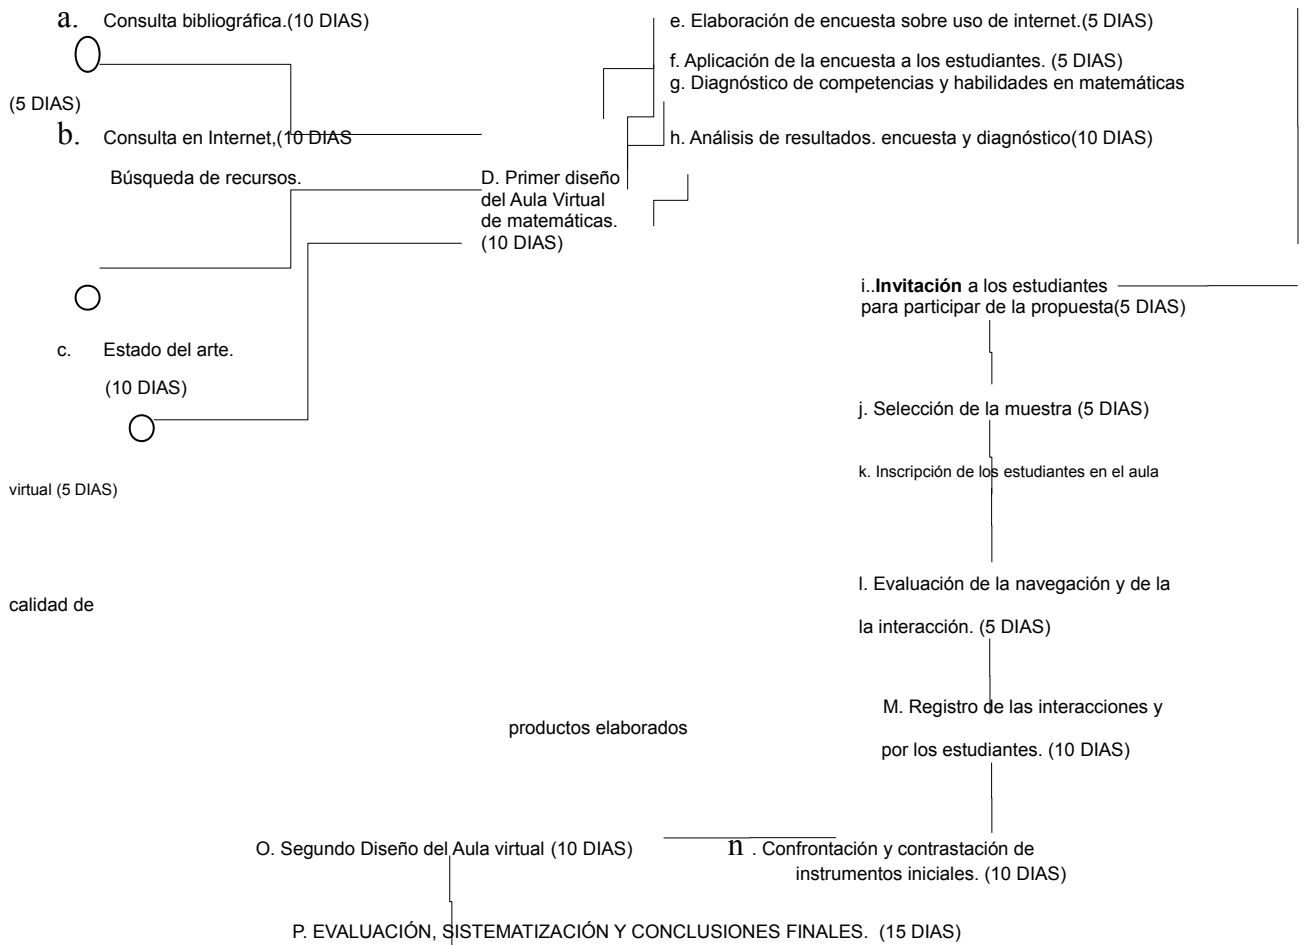 a. Consulta bibliográfica.(10 DIAS)
e. Elaboración de encuesta sobre uso de internet.(5 DIAS)
f. Aplicación de la encuesta a los estudiantes. (5 DIAS)
g. Diagnóstico de competencias y habilidades en matemáticas
(5 DIAS)
b. Consulta en Internet,(10 DIAS
h. Análisis de resultados. encuesta y diagnóstico(10 DIAS)
Búsqueda de recursos.
D. Primer diseño
del Aula Virtual
de matemáticas.
(10 DIAS)
i..Invitación a los estudiantes
para participar de la propuesta(5 DIAS)
c. Estado del arte.
(10 DIAS)
j. Selección de la muestra (5 DIAS)
k. Inscripción de los estudiantes en el aula
virtual (5 DIAS)
l. Evaluación de la navegación y de la
calidad de
la interacción. (5 DIAS)
M. Registro de las interacciones y
productos elaborados
por los estudiantes. (10 DIAS)
O. Segundo Diseño del Aula virtual (10 DIAS)
n . Confrontación y contrastación de
instrumentos iniciales. (10 DIAS)
P. EVALUACIÓN, SISTEMATIZACIÓN Y CONCLUSIONES FINALES. (15 DIAS)